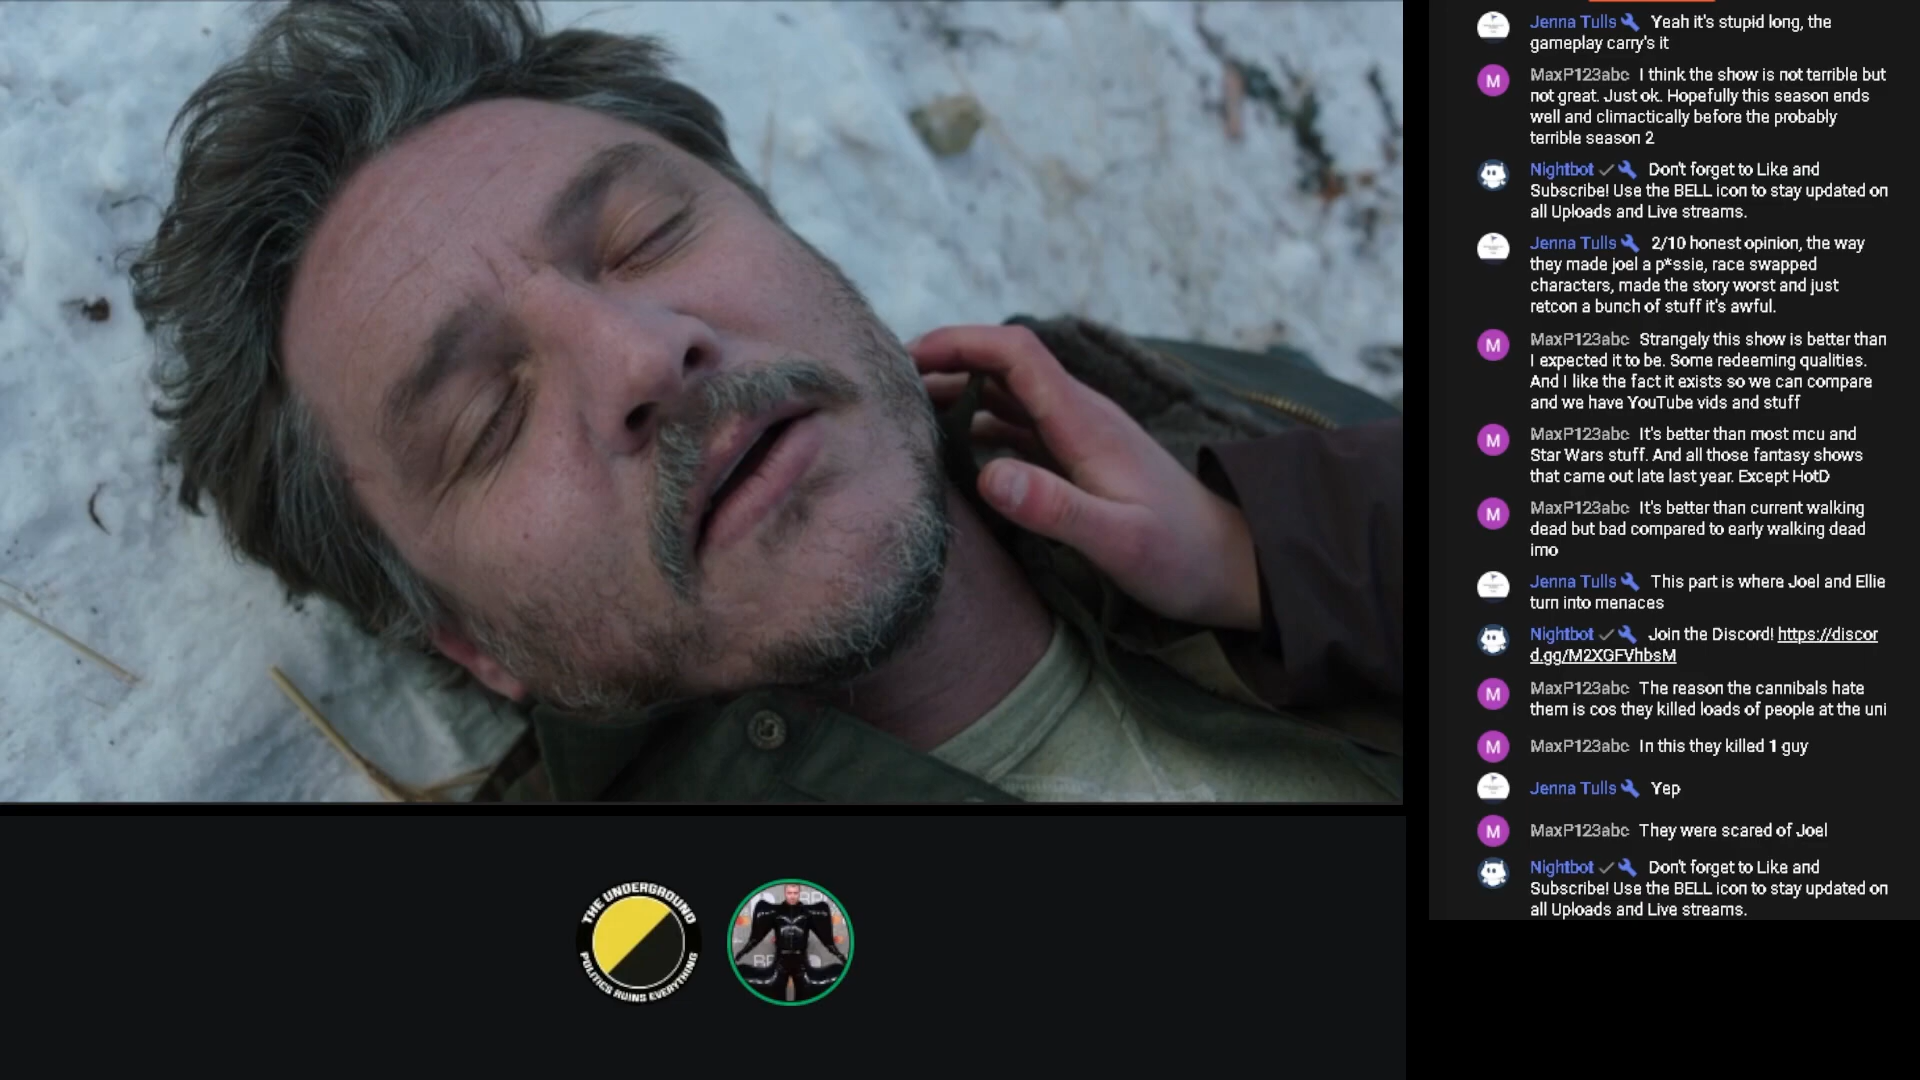 Jenna Tulls Yeah it's stupid long, the
gameplay carry's it
MaxP123abc I think the show is not terrible but
not great. Just ok. Hopefully this season ends
well and climactically before the probably
terrible season 2
Nightbot Don't forget to Like and
Subscribe! Use the BELL icon to stay updated on
all Uploads and Live streams.
Jenna Tulls 2/10 honest opinion, the way
they made joel a p*ssie, race swapped
characters, made the story worst and just
retcon a bunch of stuff it's awful.
MaxP123abc Strangely this show is better than
I expected it to be. Some redeeming qualities.
And I like the fact it exists so we can compare
and we have YouTube vids and stuff
MaxP123abc It's better than most mcu and
Star Wars stuff. And all those fantasy shows
that came out late last year. Except HotD
MaxP123abc It's better than current walking
dead but bad compared to early walking dead
imo
Jenna Tulls This part is where Joel and Ellie
turn into menaces
Nightbot Join the Discord! https://discor
d.gg/M2XGFVhbsM
MaxP123abc The reason the cannibals hate
them is cos they killed loads of people at the uni
MaxP123abc In this they killed 1 guy
Jenna Tulls Yep
MaxP123abc They were scared of Joel
Nightbot Don't forget to Like and
Subscribe! Use the BELL icon to stay updated on
all Uploads and Live streams.
M
M
M
M
M
M
M
THE UNDERGROUND
POLITICS RUINS EVERYTHING